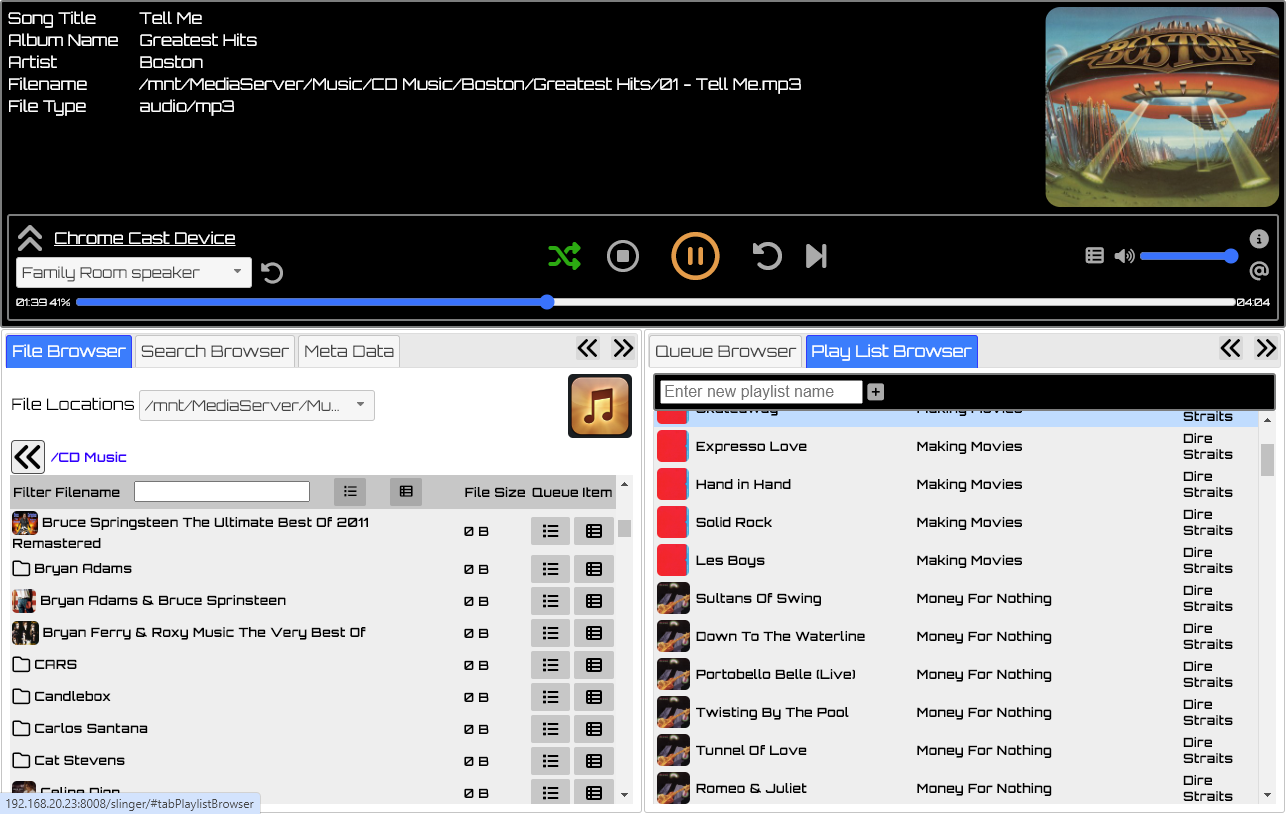 Song Title Tell Me
Album Name Greatest Hits
Artist Boston
Filename /mnt/MediaServer/Music/CD Music/Boston/Greatest Hits/01 - Tell Me.mp3
File Type audio/mp3
BOSTON
Chrome Cast Device
Family Room speaker
01:39 41% 04:04
File Browser Search Browser Meta Data
File Locations /mnt/MediaServer/Mu...
/CD Music
Filter Filename File Size Queue Item
Bruce Springsteen The Ultimate Best Of 2011
Remastered 0 B
Bryan Adams 0 B
Bryan Adams & Bruce Sprinsteen 0 B
Bryan Ferry & Roxy Music The Very Best Of 0 B
CARS 0 B
Candlebox 0 B
Carlos Santana 0 B
Cat Stevens 0 B
Celine Dion 0 B
192.168.20.23:8008/slinger/#tabPlaylistBrowser
Queue Browser Play List Browser
Enter new playlist name
Skateaway Making Movies Straits
Expresso Love Making Movies Dire Straits
Hand in Hand Making Movies Dire Straits
Solid Rock Making Movies Dire Straits
Les Boys Making Movies Dire Straits
Sultans Of Swing Money For Nothing Dire Straits
Down To The Waterline Money For Nothing Dire Straits
Portobello Belle (Live) Money For Nothing Dire Straits
Twisting By The Pool Money For Nothing Dire Straits
Tunnel Of Love Money For Nothing Dire Straits
Romeo & Juliet Money For Nothing Dire Straits